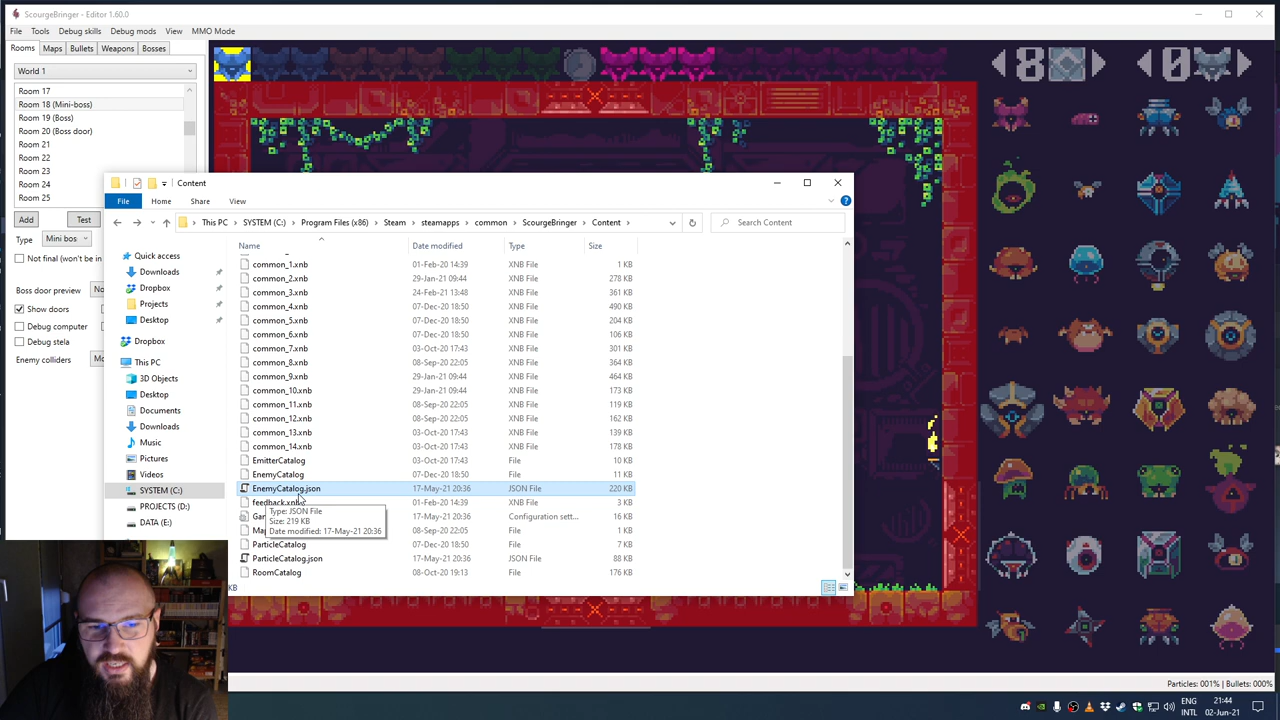 ScourgeBringer - Editor 1.60.0
File Tools Debug skills Debug mods View MMO Mode
Rooms Maps Bullets Weapons Bosses
World 1
Room 17
Room 18 (Mini-boss)
Room 19 (Boss)
Room 20 (Boss door)
Room 21
Room 22
Room 23
Room 24
Room 25
Add Test
Type Mini bos
Not final (won't be in
Boss door preview No
Show doors
Debug computer
Debug stela
Enemy colliders Mo
8 0
Content
File Home Share View
This PC > SYSTEM (C:) > Program Files (x86) > Steam > steamapps > common > ScourgeBringer > Content >
Search Content
Quick access
Downloads
Dropbox
Projects
Desktop
Dropbox
This PC
3D Objects
Desktop
Documents
Downloads
Music
Pictures
Videos
SYSTEM (C:)
PROJECTS (D:)
DATA (E:)
Name Date modified Type Size
common_1.xnb 01-Feb-20 14:39 XNB File 1 KB
common_2.xnb 29-Jan-21 09:44 XNB File 278 KB
common_3.xnb 24-Feb-21 13:48 XNB File 361 KB
common_4.xnb 07-Dec-20 18:50 XNB File 490 KB
common_5.xnb 07-Dec-20 18:50 XNB File 204 KB
common_6.xnb 07-Dec-20 18:50 XNB File 106 KB
common_7.xnb 03-Oct-20 17:43 XNB File 301 KB
common_8.xnb 08-Sep-20 22:05 XNB File 364 KB
common_9.xnb 29-Jan-21 09:44 XNB File 464 KB
common_10.xnb 29-Jan-21 09:44 XNB File 173 KB
common_11.xnb 08-Sep-20 22:05 XNB File 119 KB
common_12.xnb 08-Sep-20 22:05 XNB File 162 KB
common_13.xnb 03-Oct-20 17:43 XNB File 139 KB
common_14.xnb 03-Oct-20 17:43 XNB File 178 KB
EmitterCatalog 03-Oct-20 17:43 File 10 KB
EnemyCatalog 07-Dec-20 18:50 File 11 KB
EnemyCatalog.json 17-May-21 20:36 JSON File 220 KB
feedback.xnb 01-Feb-20 14:39 XNB File 3 KB
Gar 17-May-21 20:36 Configuration sett... 16 KB
Ma 08-Sep-20 22:05 File 1 KB
ParticleCatalog 07-Dec-20 18:50 File 7 KB
ParticleCatalog.json 17-May-21 20:36 JSON File 88 KB
RoomCatalog 08-Oct-20 19:13 File 176 KB
Type: JSON File
Size: 219 KB
Date modified: 17-May-21 20:36
KB
Particles: 001% | Bullets: 000%
ENG
INTL
21:44
02-Jun-21